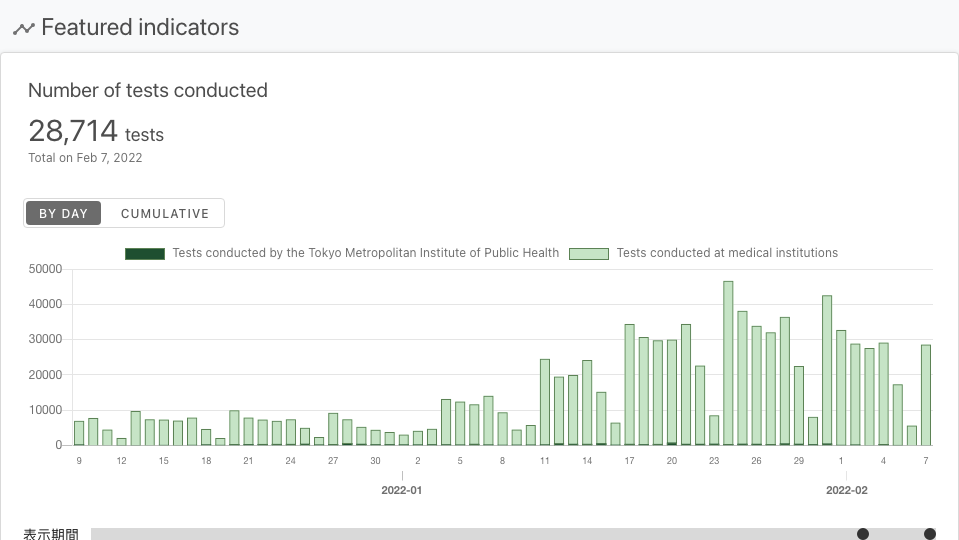 Featured indicators
Number of tests conducted
28,714 tests
Total on Feb 7, 2022
BY DAY CUMULATIVE
Tests conducted by the Tokyo Metropolitan Institute of Public Health Tests conducted at medical institutions
50000
40000
30000
20000
10000
0
9 12 15 18 21 24 27 30 2 5 8 11 14 17 20 23 26 29 1 4 7
2022-01 2022-02
表示期間